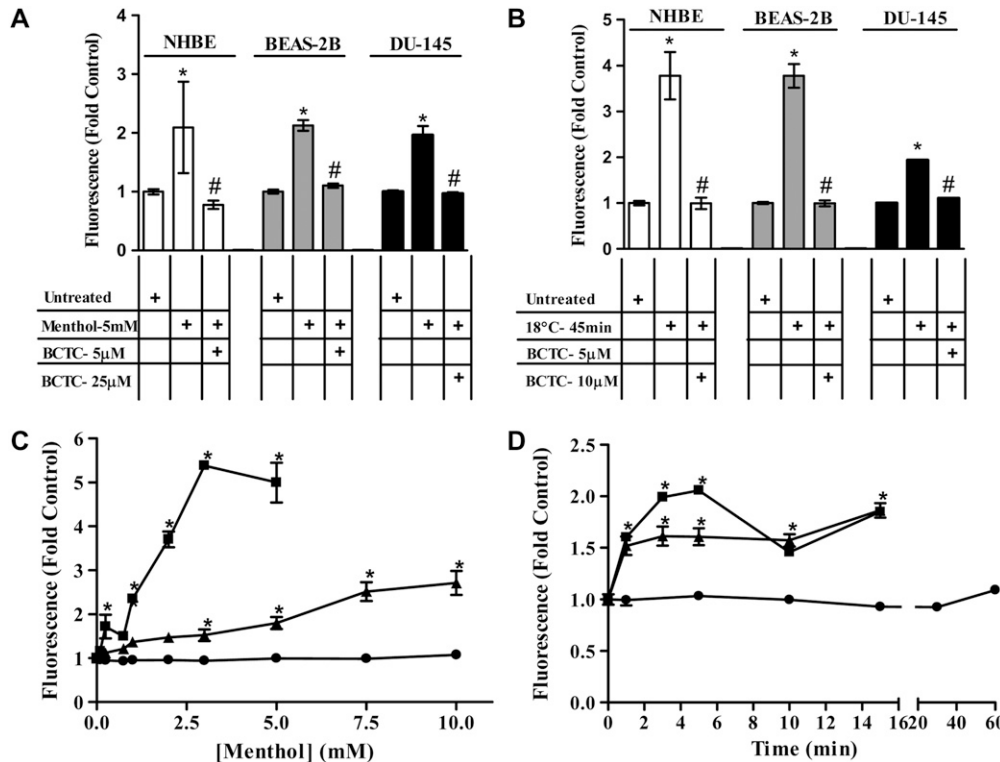 A
NHBE BEAS-2B DU-145
Fluorescence (Fold Control)
4
3
2
1
0
* * *
# # #
Untreated + + +
Menthol-5mM + + + + + +
BCTC- 5µM + +
BCTC- 25µM +
B
NHBE BEAS-2B DU-145
Fluorescence (Fold Control)
5
4
3
2
1
0
* * *
# # #
Untreated + + +
18°C- 45min + + + + + +
BCTC- 5µM +
BCTC- 10µM + +
C
Fluorescence (Fold Control)
6
5
4
3
2
1
0
* * * * * * * * *
0.0 2.5 5.0 7.5 10.0
[Menthol] (mM)
D
Fluorescence (Fold Control)
2.5
2.0
1.5
1.0
0.5
0.0
* * * * * * *
0 2 4 6 8 10 12 14 16 20 40 60
Time (min)